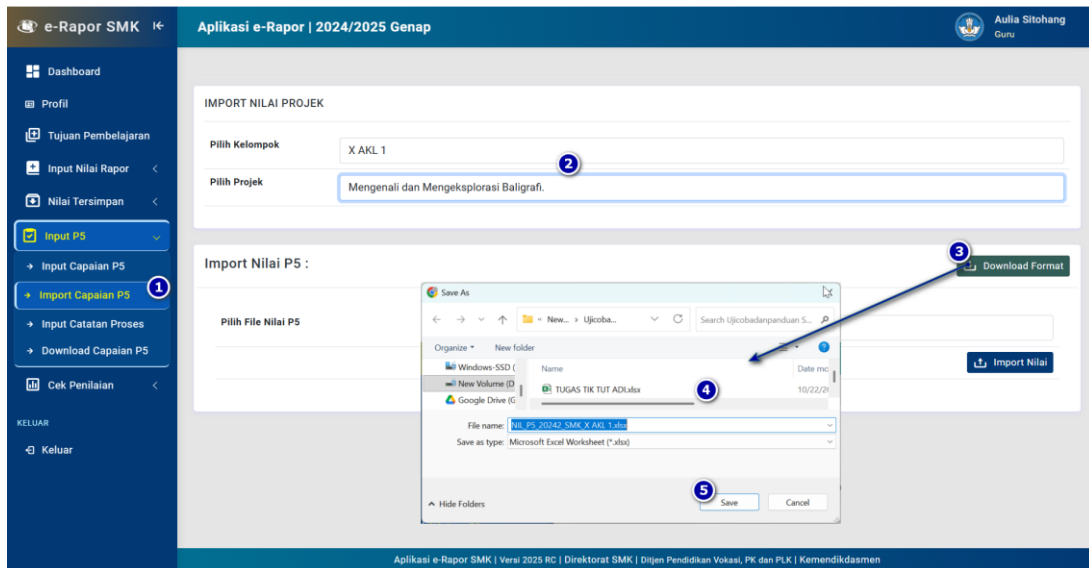 e-Rapor SMK
Aplikasi e-Rapor | 2024/2025 Genap
Aulia Sitohang
Guru
Dashboard
Profil
Tujuan Pembelajaran
Input Nilai Rapor
Nilai Tersimpan
Input P5
Input Capaian P5
Import Capaian P5
1
Input Catatan Proses
Download Capaian P5
Cek Penilaian
KELUAR
Keluar
IMPORT NILAI PROJEK
Pilih Kelompok
X AKL 1
2
Pilih Projek
Mengenali dan Mengeksplorasi Baligrafi.
Import Nilai P5 :
3
Download Format
Pilih File Nilai P5
Import Nilai
Save As
« New... › Ujicoba...
Search Ujicobadanpanduan S...
Organize
New folder
Windows-SSD (
New Volume (D
Google Drive (G
Name
Date mo
TUGAS TIK TUT ADI.xlsx
10/22/20
4
File name: NIL_P5_20242_SMK_X AKL 1.xlsx
Save as type: Microsoft Excel Worksheet (*.xlsx)
Hide Folders
5
Save
Cancel
Aplikasi e-Rapor SMK | Versi 2025 RC | Direktorat SMK | Ditjen Pendidikan Vokasi, PK dan PLK | Kemendikdasmen